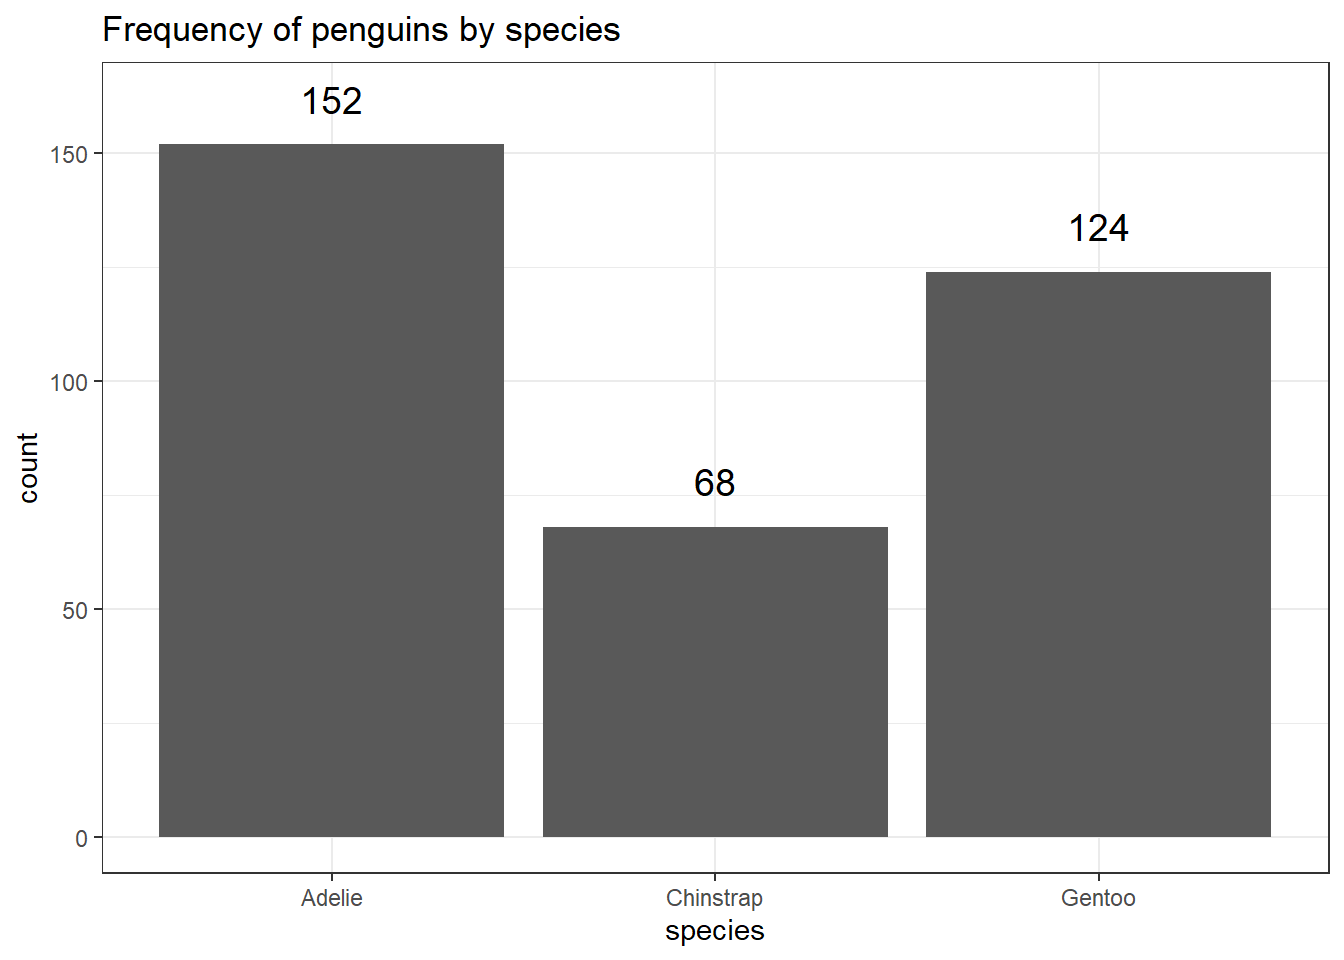 Frequency of penguins by species
152
150
124
100
count
68
50
0
Adelie Chinstrap Gentoo
species